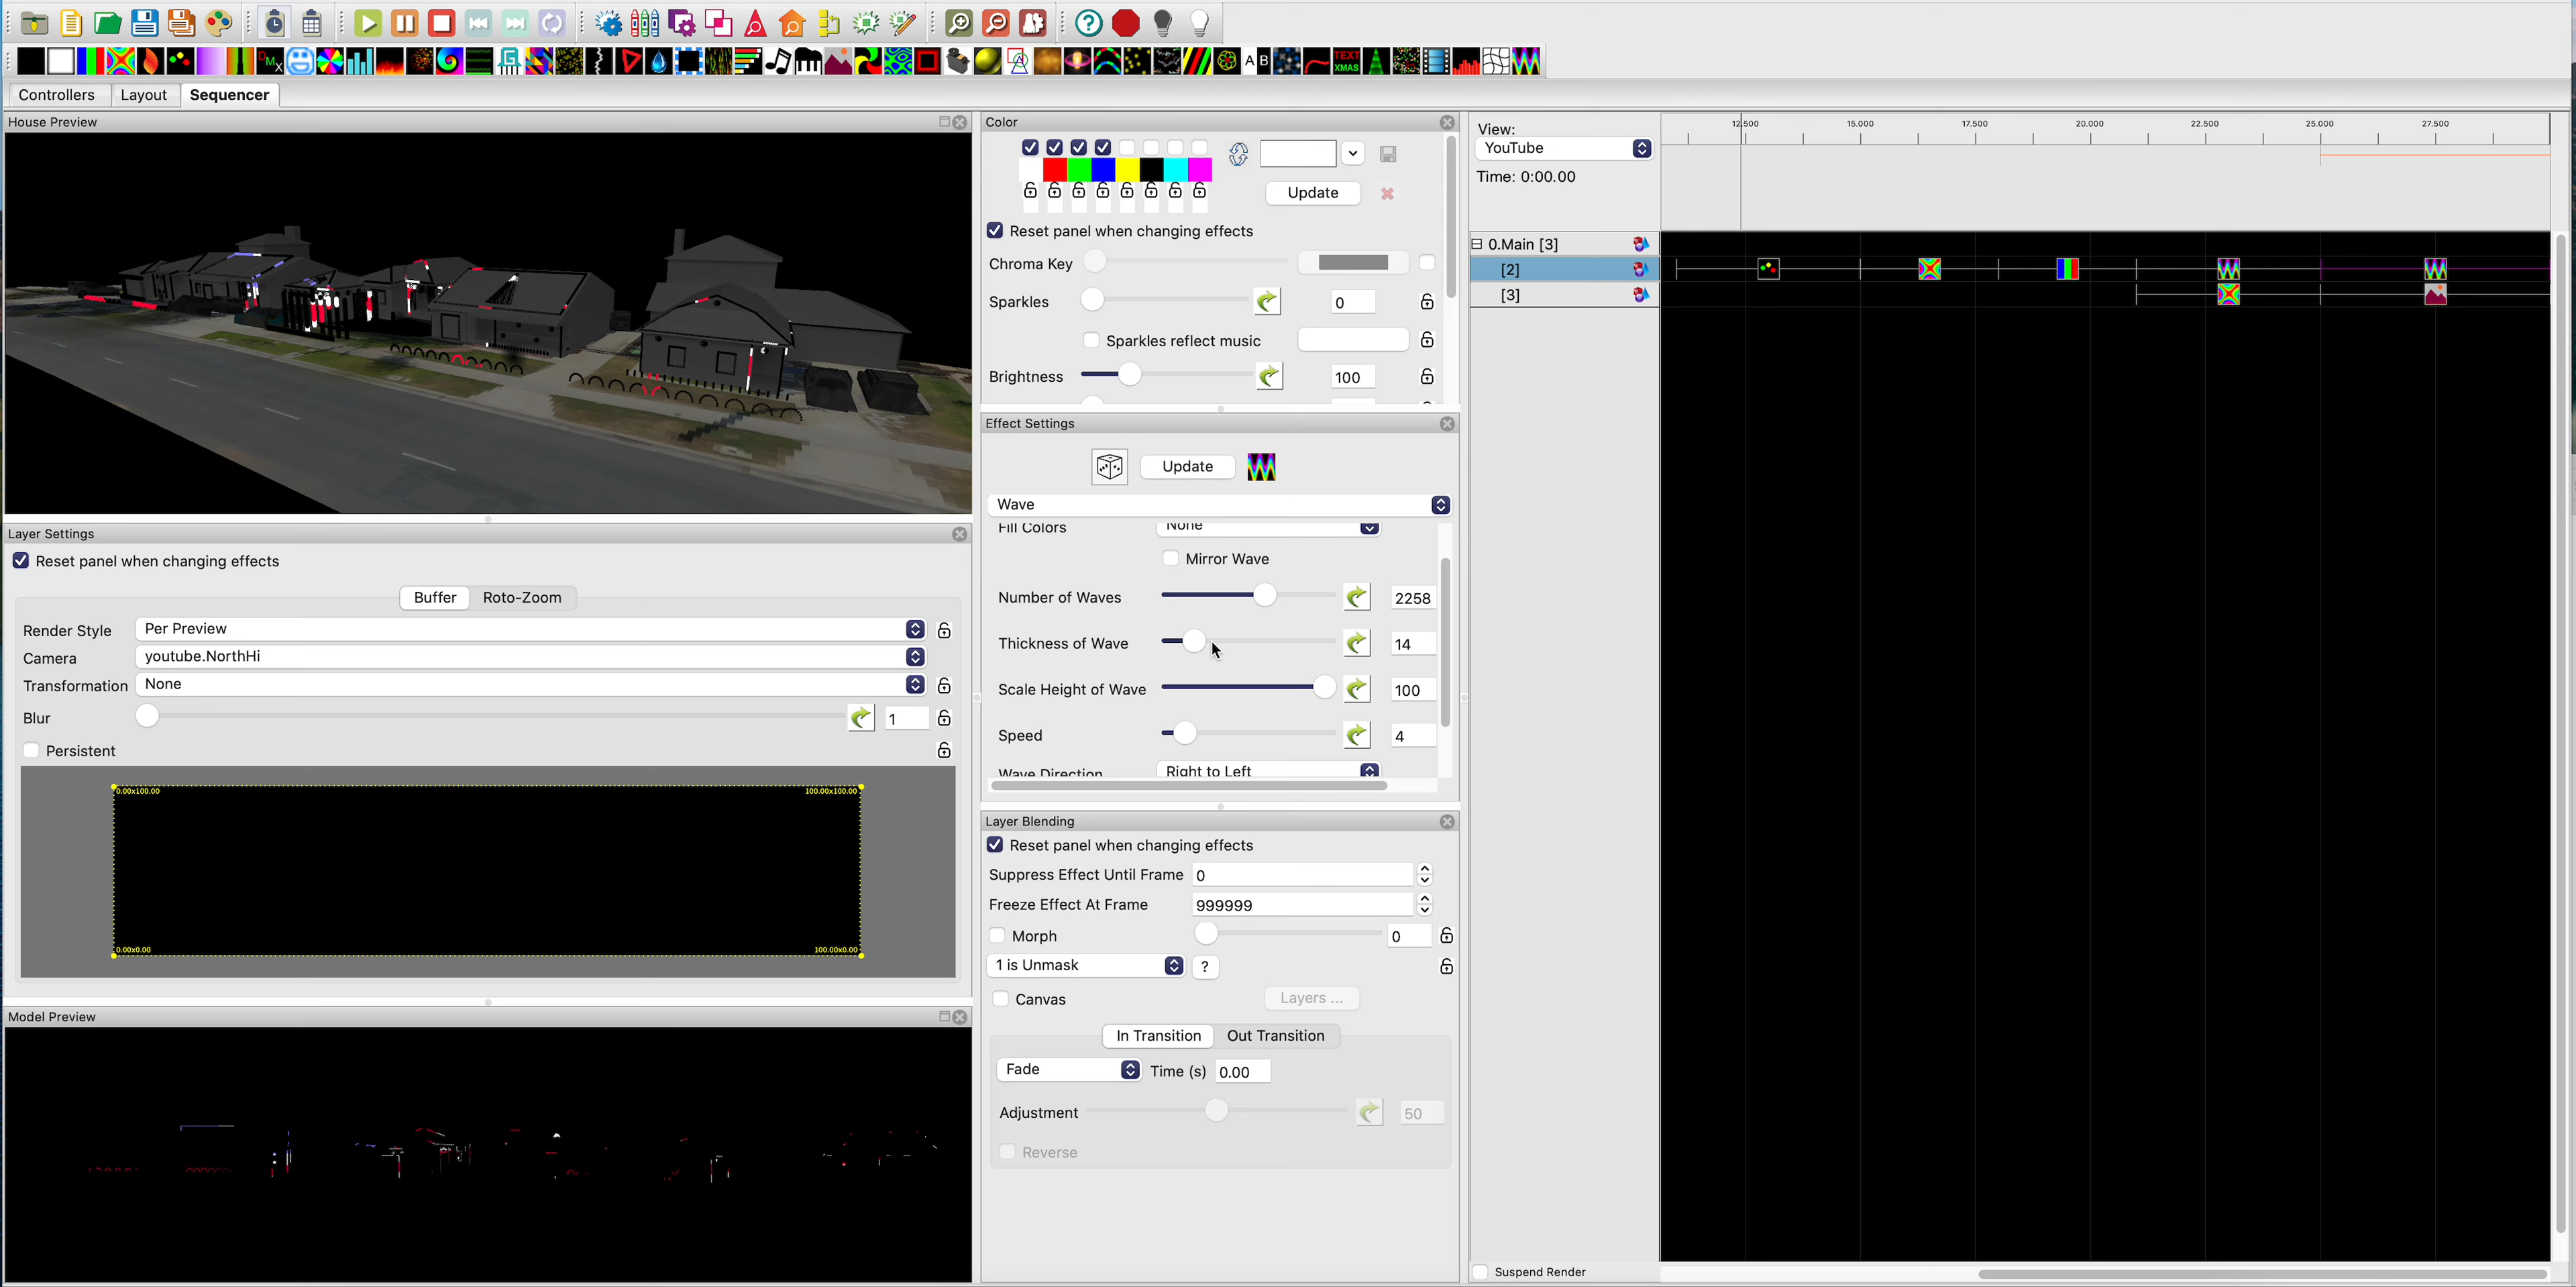 Controllers Layout Sequencer
House Preview
Layer Settings
Reset panel when changing effects
Buffer Roto-Zoom
Render Style Per Preview
Camera youtube.NorthHi
Transformation None
Blur 1
Persistent
0.00x100.00 100.00x100.00
0.00x0.00 100.00x0.00
Model Preview
Color
Update
Reset panel when changing effects
Chroma Key
Sparkles 0
Sparkles reflect music
Brightness 100
Effect Settings
Update
Wave
Fill Colors None
Mirror Wave
Number of Waves 2258
Thickness of Wave 14
Scale Height of Wave 100
Speed 4
Wave Direction Right to Left
Layer Blending
Reset panel when changing effects
Suppress Effect Until Frame 0
Freeze Effect At Frame 999999
Morph 0
1 is Unmask ?
Canvas Layers ...
In Transition Out Transition
Fade Time (s) 0.00
Adjustment 50
Reverse
View:
YouTube
Time: 0:00.00
12.500 15.000 17.500 20.000 22.500 25.000 27.500
0.Main [3]
[2]
[3]
Suspend Render
TEXT
XMAS
A B